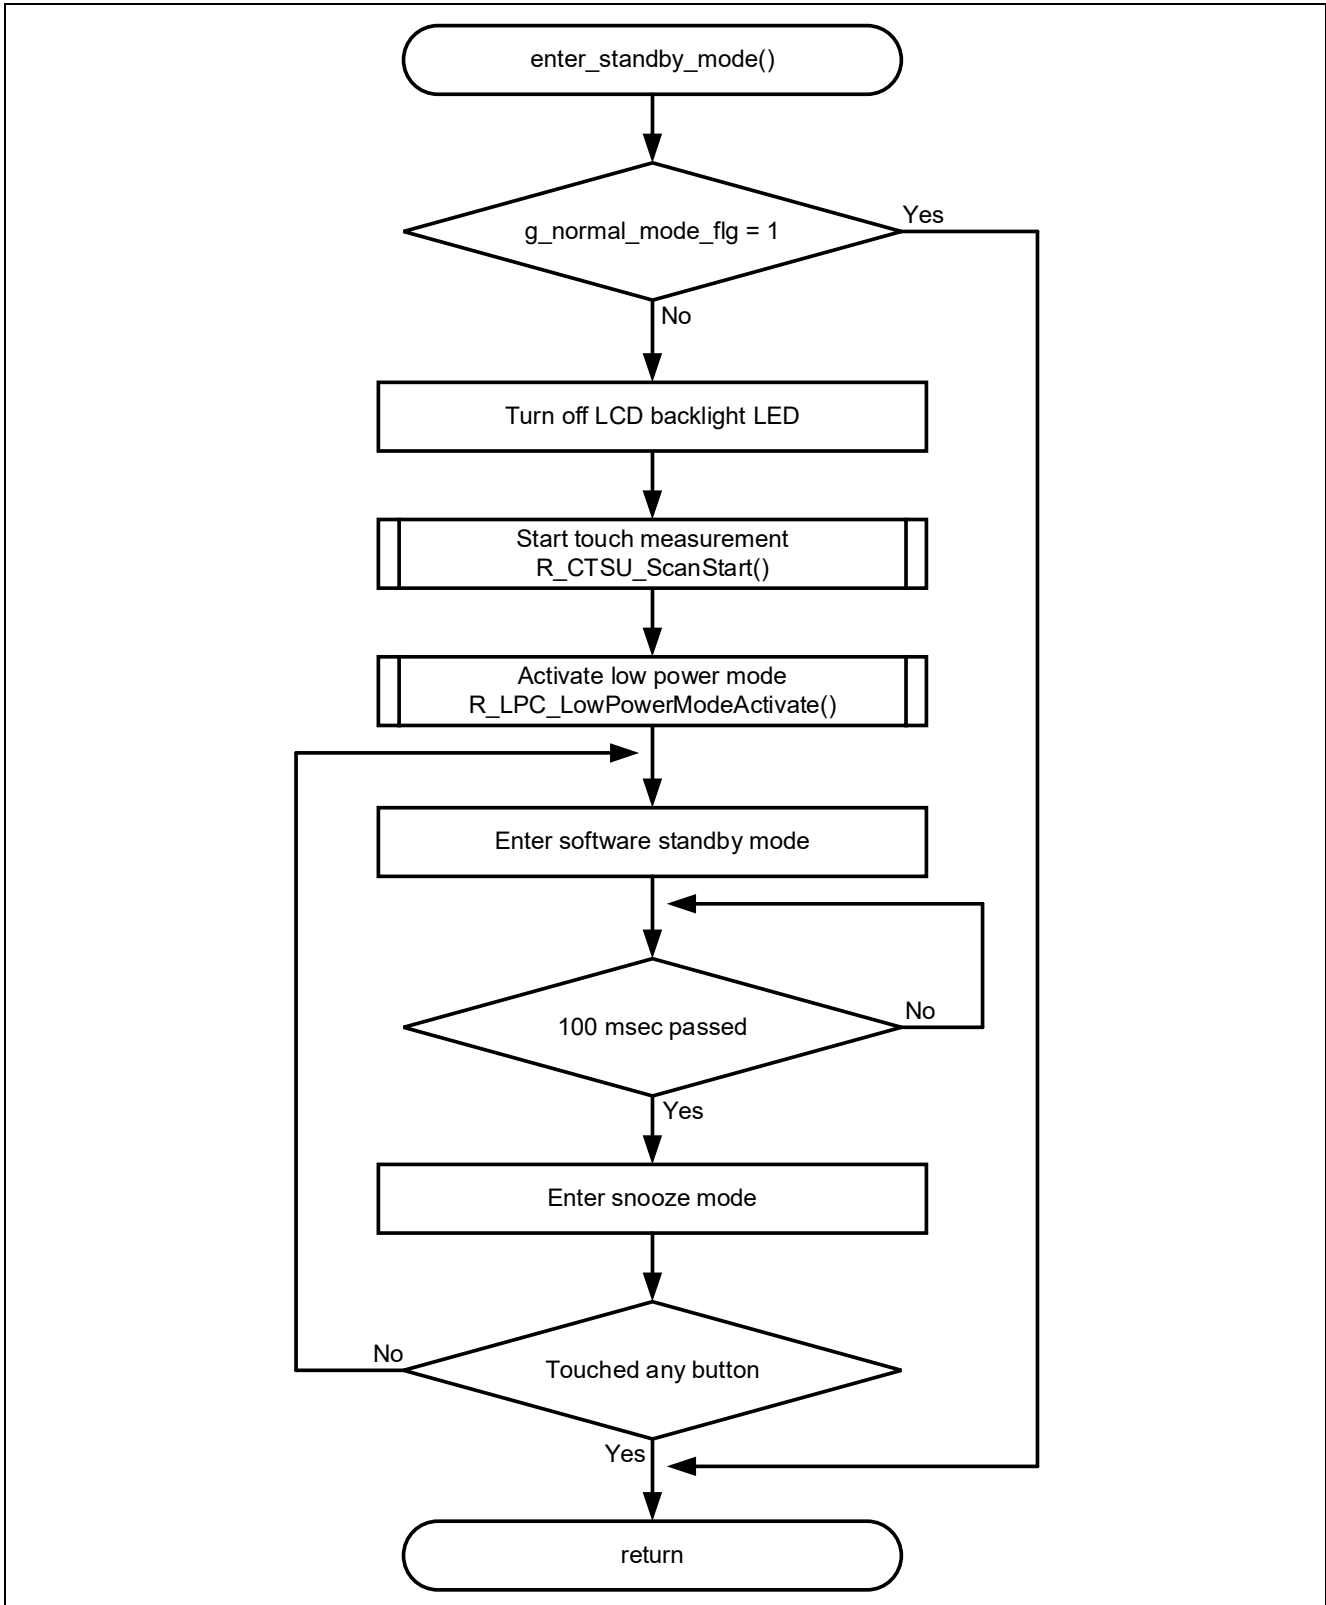 enter_standby_mode()
g_normal_mode_flg = 1
Yes
No
Turn off LCD backlight LED
Start touch measurement
R_CTSU_ScanStart()
Activate low power mode
R_LPC_LowPowerModeActivate()
Enter software standby mode
100 msec passed
No
Yes
Enter snooze mode
Touched any button
No
Yes
return